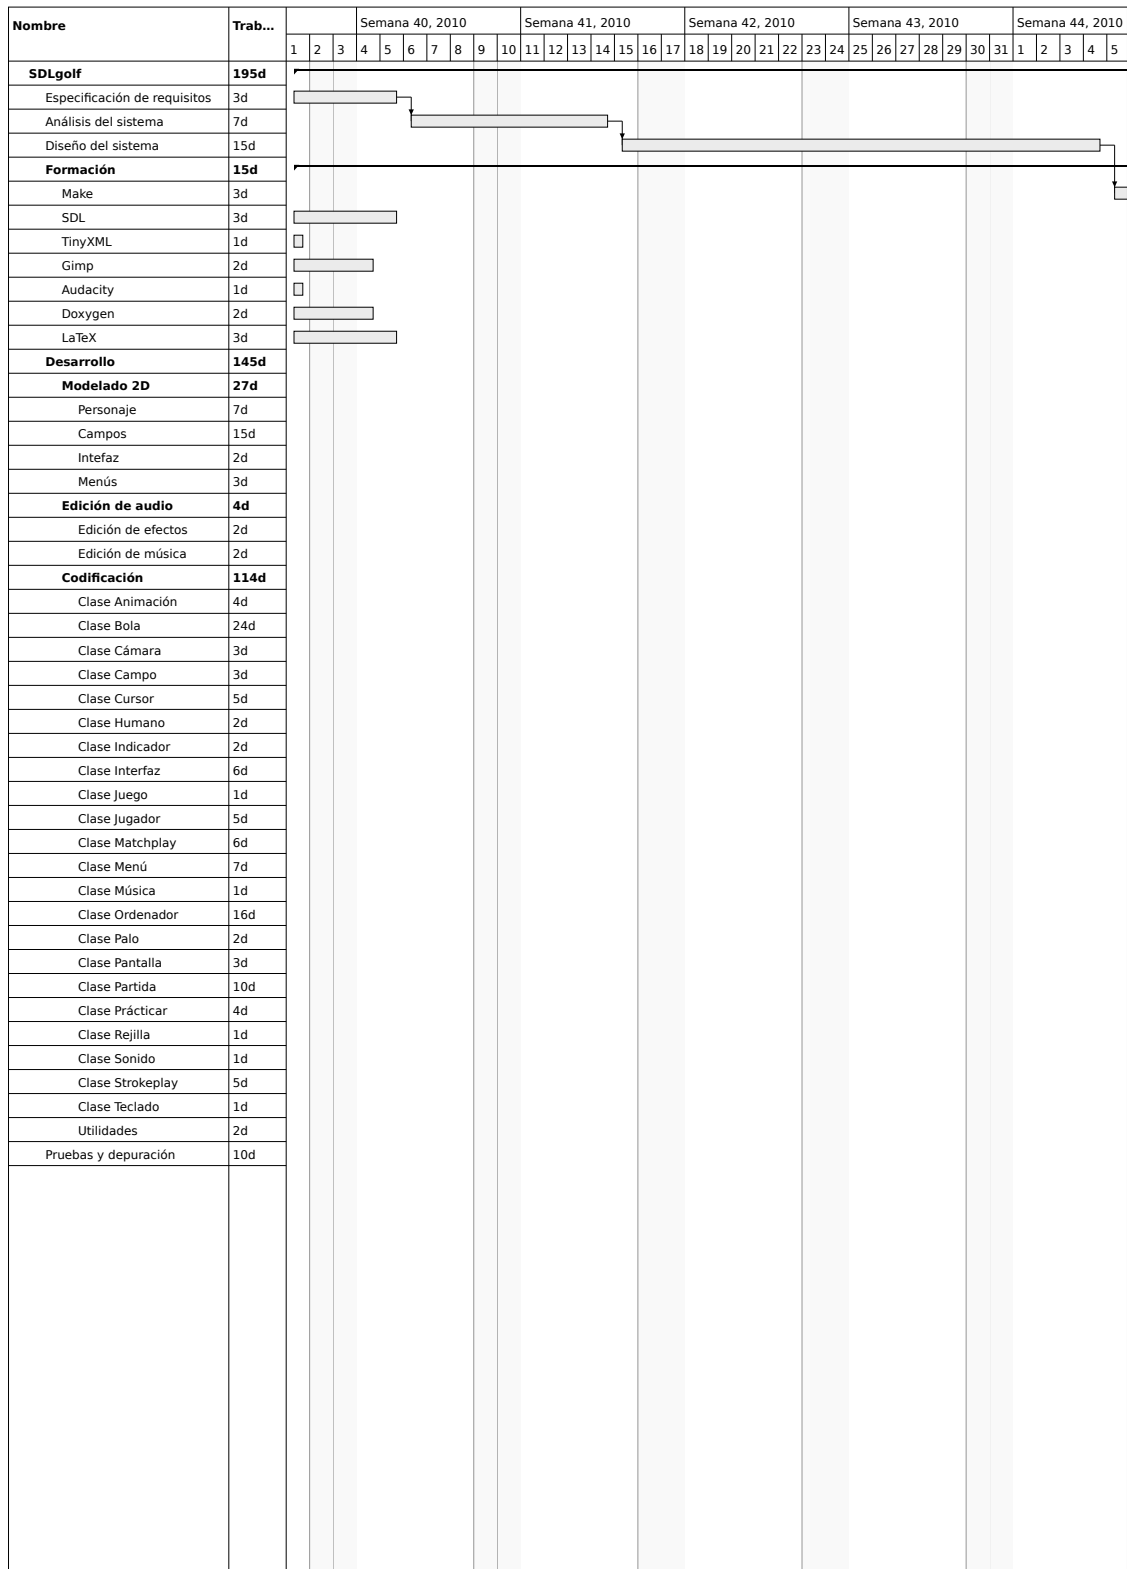 Nombre Trab... Semana 40, 2010 Semana 41, 2010 Semana 42, 2010 Semana 43, 2010 Semana 44, 2010
1 2 3 4 5 6 7 8 9 10 11 12 13 14 15 16 17 18 19 20 21 22 23 24 25 26 27 28 29 30 31 1 2 3 4 5
SDLgolf 195d
Especificación de requisitos 3d
Análisis del sistema 7d
Diseño del sistema 15d
Formación 15d
Make 3d
SDL 3d
TinyXML 1d
Gimp 2d
Audacity 1d
Doxygen 2d
LaTeX 3d
Desarrollo 145d
Modelado 2D 27d
Personaje 7d
Campos 15d
Intefaz 2d
Menús 3d
Edición de audio 4d
Edición de efectos 2d
Edición de música 2d
Codificación 114d
Clase Animación 4d
Clase Bola 24d
Clase Cámara 3d
Clase Campo 3d
Clase Cursor 5d
Clase Humano 2d
Clase Indicador 2d
Clase Interfaz 6d
Clase Juego 1d
Clase Jugador 5d
Clase Matchplay 6d
Clase Menú 7d
Clase Música 1d
Clase Ordenador 16d
Clase Palo 2d
Clase Pantalla 3d
Clase Partida 10d
Clase Prácticar 4d
Clase Rejilla 1d
Clase Sonido 1d
Clase Strokeplay 5d
Clase Teclado 1d
Utilidades 2d
Pruebas y depuración 10d